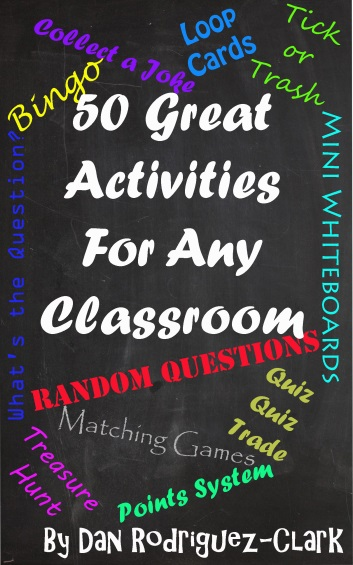 Collect a Joke
Loop
Cards
Tick
or
Trash
Bingo
50 Great
Activities
For Any
Classroom
What's the Question?
Mini Whiteboards
Random Questions
Matching Games
Quiz
Quiz
Trade
Treasure
Hunt
Points System
By Dan Rodriguez-Clark